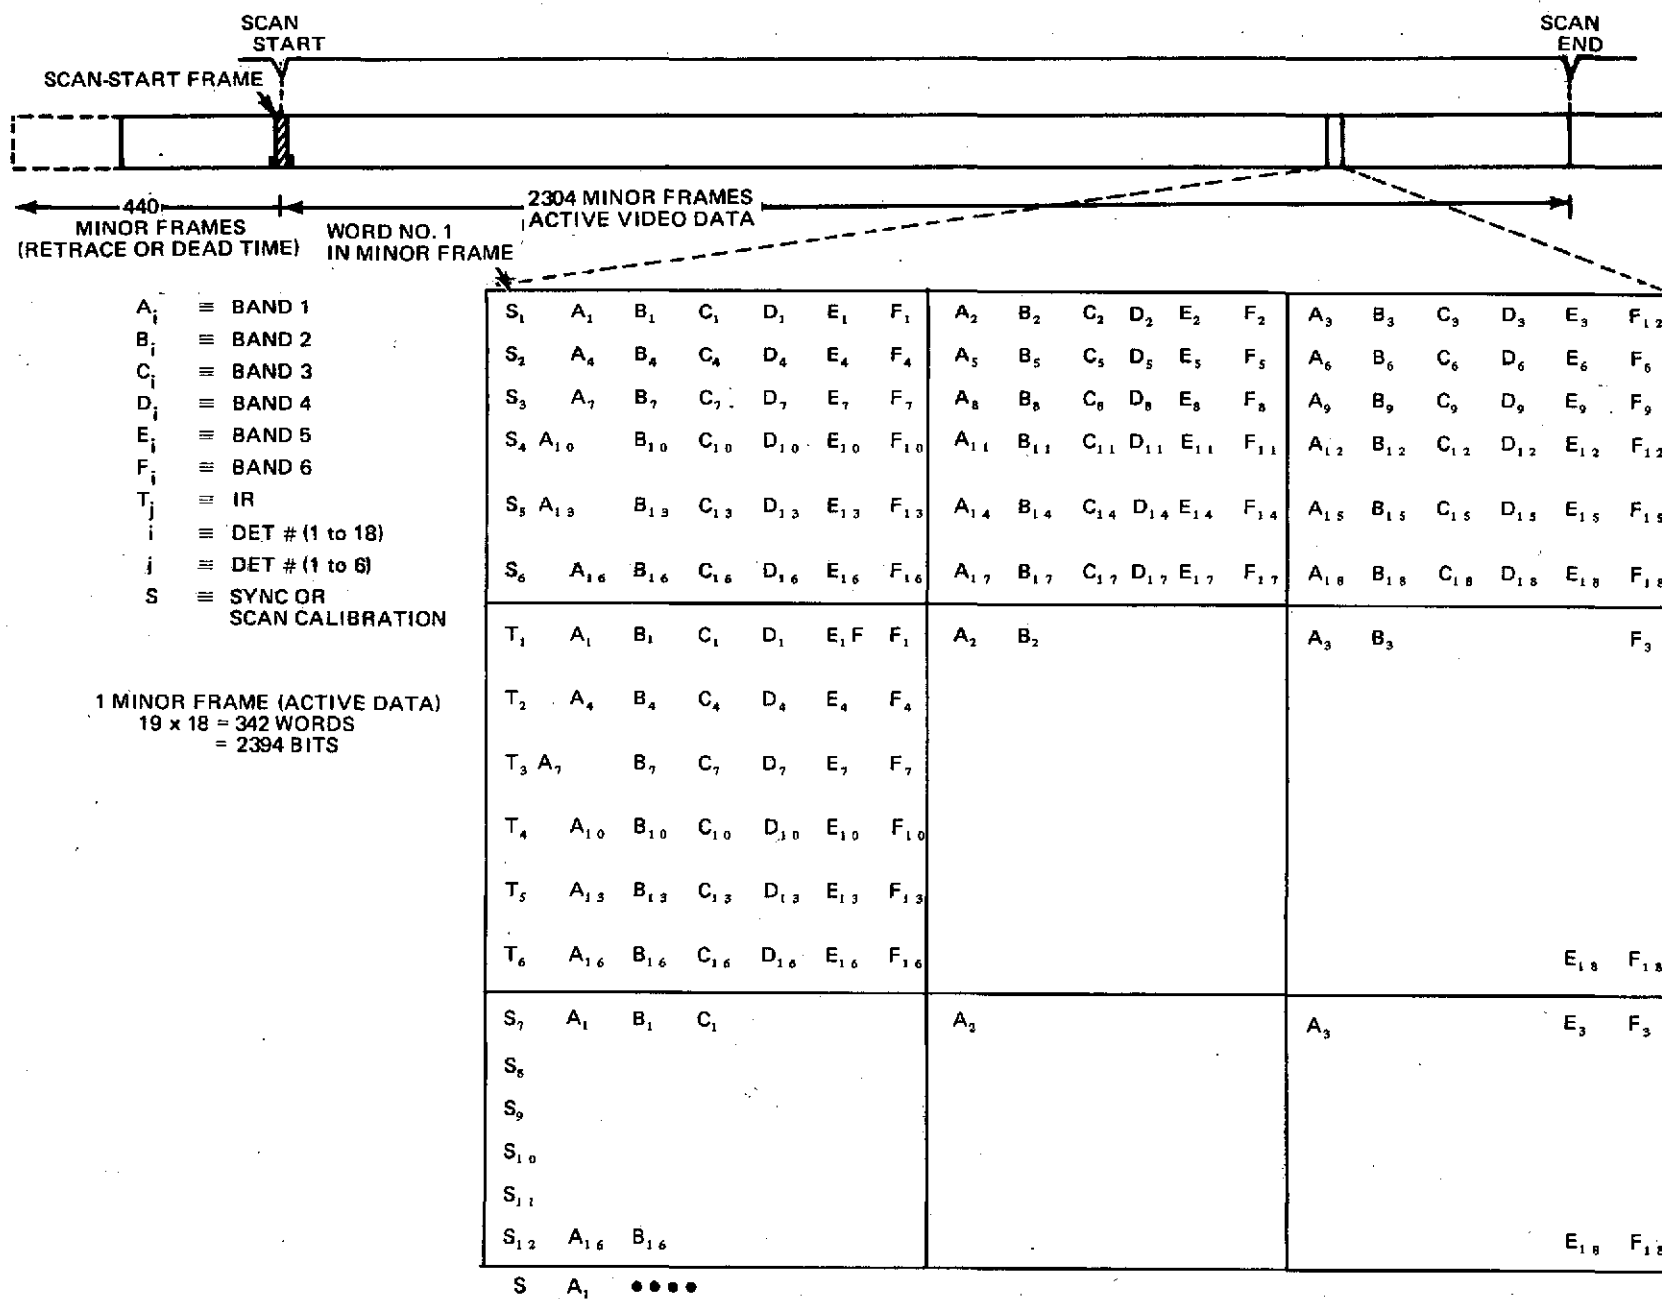 SCAN
START
SCAN
END
SCAN-START FRAME
440
MINOR FRAMES
(RETRACE OR DEAD TIME)
2304 MINOR FRAMES
ACTIVE VIDEO DATA
WORD NO. 1
IN MINOR FRAME
A_i ≡ BAND 1
B_i ≡ BAND 2
C_i ≡ BAND 3
D_i ≡ BAND 4
E_i ≡ BAND 5
F_i ≡ BAND 6
T_j ≡ IR
i ≡ DET # (1 to 18)
j ≡ DET # (1 to 6)
S ≡ SYNC OR
SCAN CALIBRATION
1 MINOR FRAME (ACTIVE DATA)
19 x 18 = 342 WORDS
= 2394 BITS
S₁ A₁ B₁ C₁ D₁ E₁ F₁ A₂ B₂ C₂ D₂ E₂ F₂ A₃ B₃ C₃ D₃ E₃ F₁₂
S₂ A₄ B₄ C₄ D₄ E₄ F₄ A₅ B₅ C₅ D₅ E₅ F₅ A₆ B₆ C₆ D₆ E₆ F₆
S₃ A₇ B₇ C₇ D₇ E₇ F₇ A₈ B₈ C₈ D₈ E₈ F₈ A₉ B₉ C₉ D₉ E₉ F₉
S₄ A₁₀ B₁₀ C₁₀ D₁₀ E₁₀ F₁₀ A₁₁ B₁₁ C₁₁ D₁₁ E₁₁ F₁₁ A₁₂ B₁₂ C₁₂ D₁₂ E₁₂ F₁₂
S₅ A₁₃ B₁₃ C₁₃ D₁₃ E₁₃ F₁₃ A₁₄ B₁₄ C₁₄ D₁₄ E₁₄ F₁₄ A₁₅ B₁₅ C₁₅ D₁₅ E₁₅ F₁₅
S₆ A₁₆ B₁₆ C₁₆ D₁₆ E₁₆ F₁₆ A₁₇ B₁₇ C₁₇ D₁₇ E₁₇ F₁₇ A₁₈ B₁₈ C₁₈ D₁₈ E₁₈ F₁₈
T₁ A₁ B₁ C₁ D₁ E₁F F₁ A₂ B₂ A₃ B₃ F₃
T₂ A₄ B₄ C₄ D₄ E₄ F₄
T₃ A₇ B₇ C₇ D₇ E₇ F₇
T₄ A₁₀ B₁₀ C₁₀ D₁₀ E₁₀ F₁₀
T₅ A₁₃ B₁₃ C₁₃ D₁₃ E₁₃ F₁₃
T₆ A₁₆ B₁₆ C₁₆ D₁₆ E₁₆ F₁₆ E₁₈ F₁₈
S₇ A₁ B₁ C₁ A₂ A₃ E₃ F₃
S₈
S₉
S₁₀
S₁₁
S₁₂ A₁₆ B₁₆ E₁₈ F₁₈
S A₁ ••••